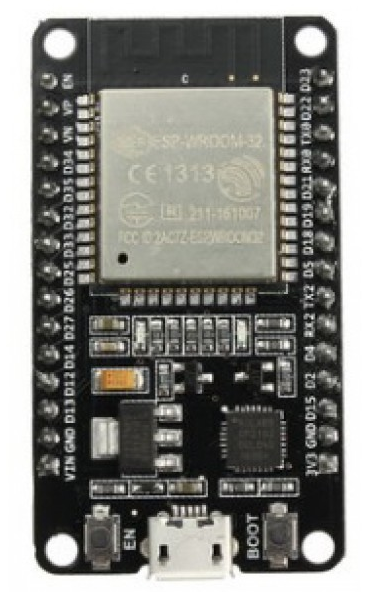 C
ESP-WROOM-32
CE1313
211-161007
FCC ID:2AC7Z-ESPWROOM32
EN
VP
VN
D34
D35
D32
D33
D25
D26
D27
D14
D12
D13
GND
VIN
D23
D22
TX0
RX0
D21
D19
D18
D5
TX2
RX2
D4
D2
D15
GND
3V3
EN
BOOT